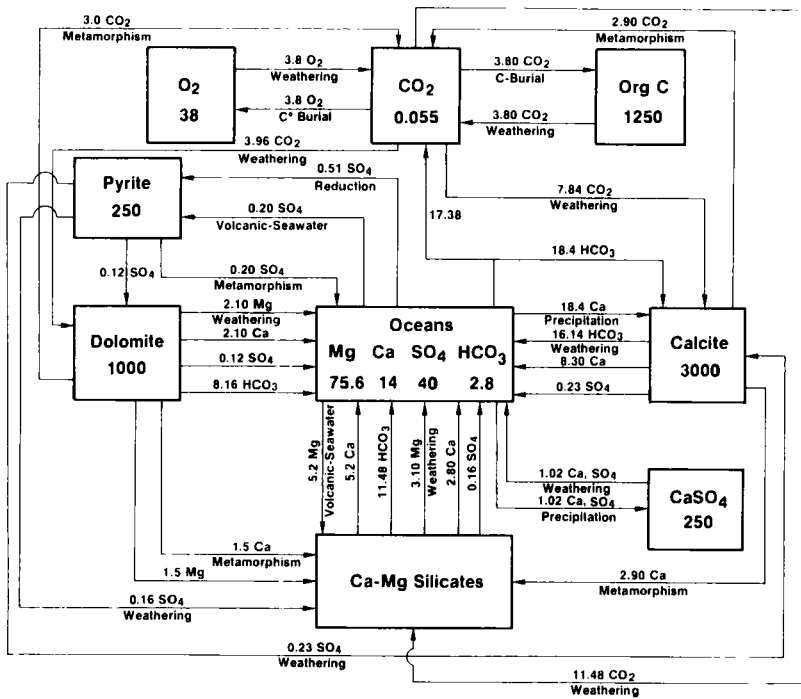 3.0 CO₂
Metamorphism
2.90 CO₂
Metamorphism
O₂
38
3.8 O₂
Weathering
3.8 O₂
C° Burial
CO₂
0.055
3.80 CO₂
C-Burial
3.80 CO₂
Weathering
Org C
1250
3.96 CO₂
Weathering
0.51 SO₄
Reduction
Pyrite
250
0.20 SO₄
Volcanic-Seawater
17.38
7.84 CO₂
Weathering
18.4 HCO₃
0.12 SO₄
0.20 SO₄
Metamorphism
Dolomite
1000
2.10 Mg
Weathering
2.10 Ca
0.12 SO₄
8.16 HCO₃
Oceans
Mg Ca SO₄ HCO₃
75.6 14 40 2.8
18.4 Ca
Precipitation
16.14 HCO₃
Weathering
8.30 Ca
0.23 SO₄
Calcite
3000
5.2 Mg
Volcanic-Seawater
5.2 Ca
11.48 HCO₃
3.10 Mg
Weathering
2.80 Ca
0.16 SO₄
1.02 Ca, SO₄
Weathering
1.02 Ca, SO₄
Precipitation
CaSO₄
250
1.5 Ca
Metamorphism
1.5 Mg
Ca-Mg Silicates
2.90 Ca
Metamorphism
0.16 SO₄
Weathering
0.23 SO₄
Weathering
11.48 CO₂
Weathering